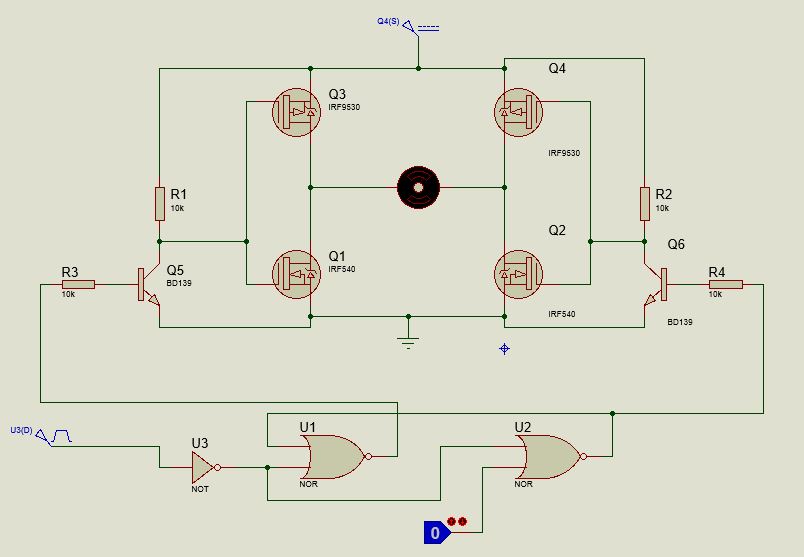 Q4(S)
Q3
IRF9530
Q4
IRF9530
R1
10k
R2
10k
Q1
IRF540
Q2
IRF540
Q5
BD139
Q6
BD139
R3
10k
R4
10k
U3(D)
U3
NOT
U1
NOR
U2
NOR
0